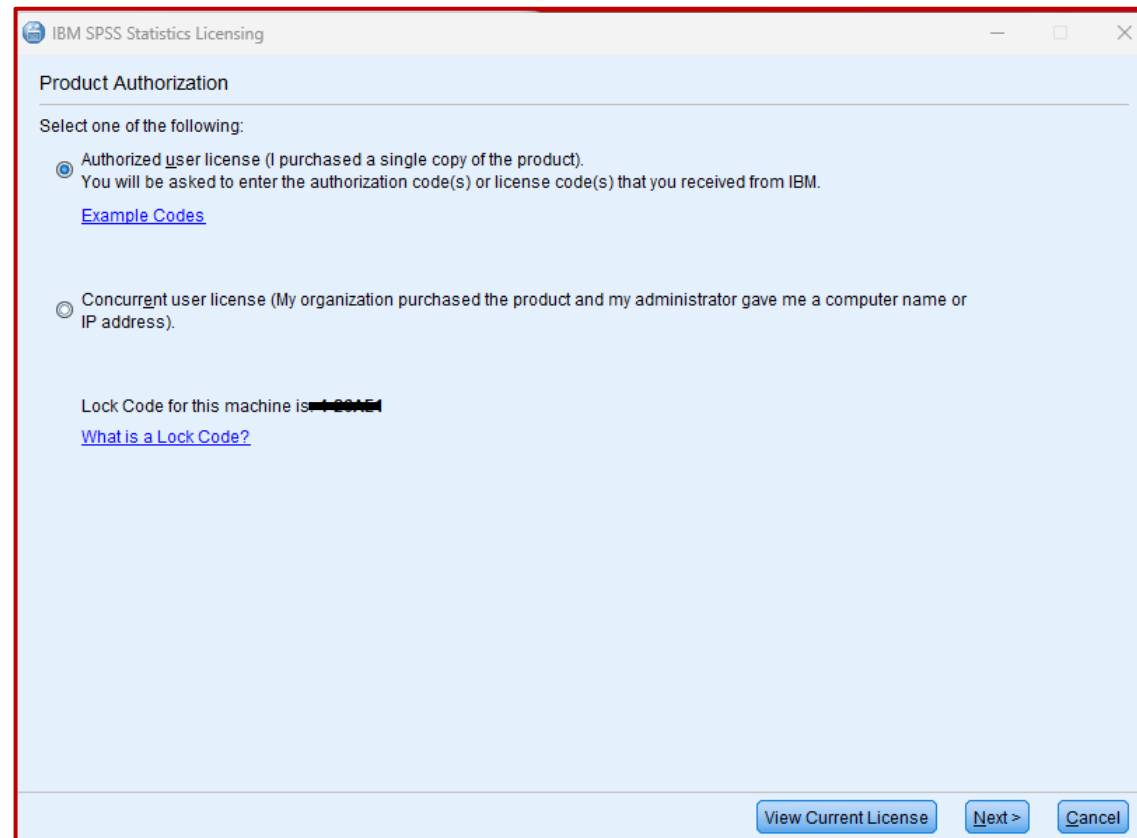 IBM SPSS Statistics Licensing
Product Authorization
Select one of the following:
Authorized user license (I purchased a single copy of the product).
You will be asked to enter the authorization code(s) or license code(s) that you received from IBM.
Example Codes
Concurrent user license (My organization purchased the product and my administrator gave me a computer name or
IP address).
Lock Code for this machine is:
What is a Lock Code?
View Current License
Next >
Cancel